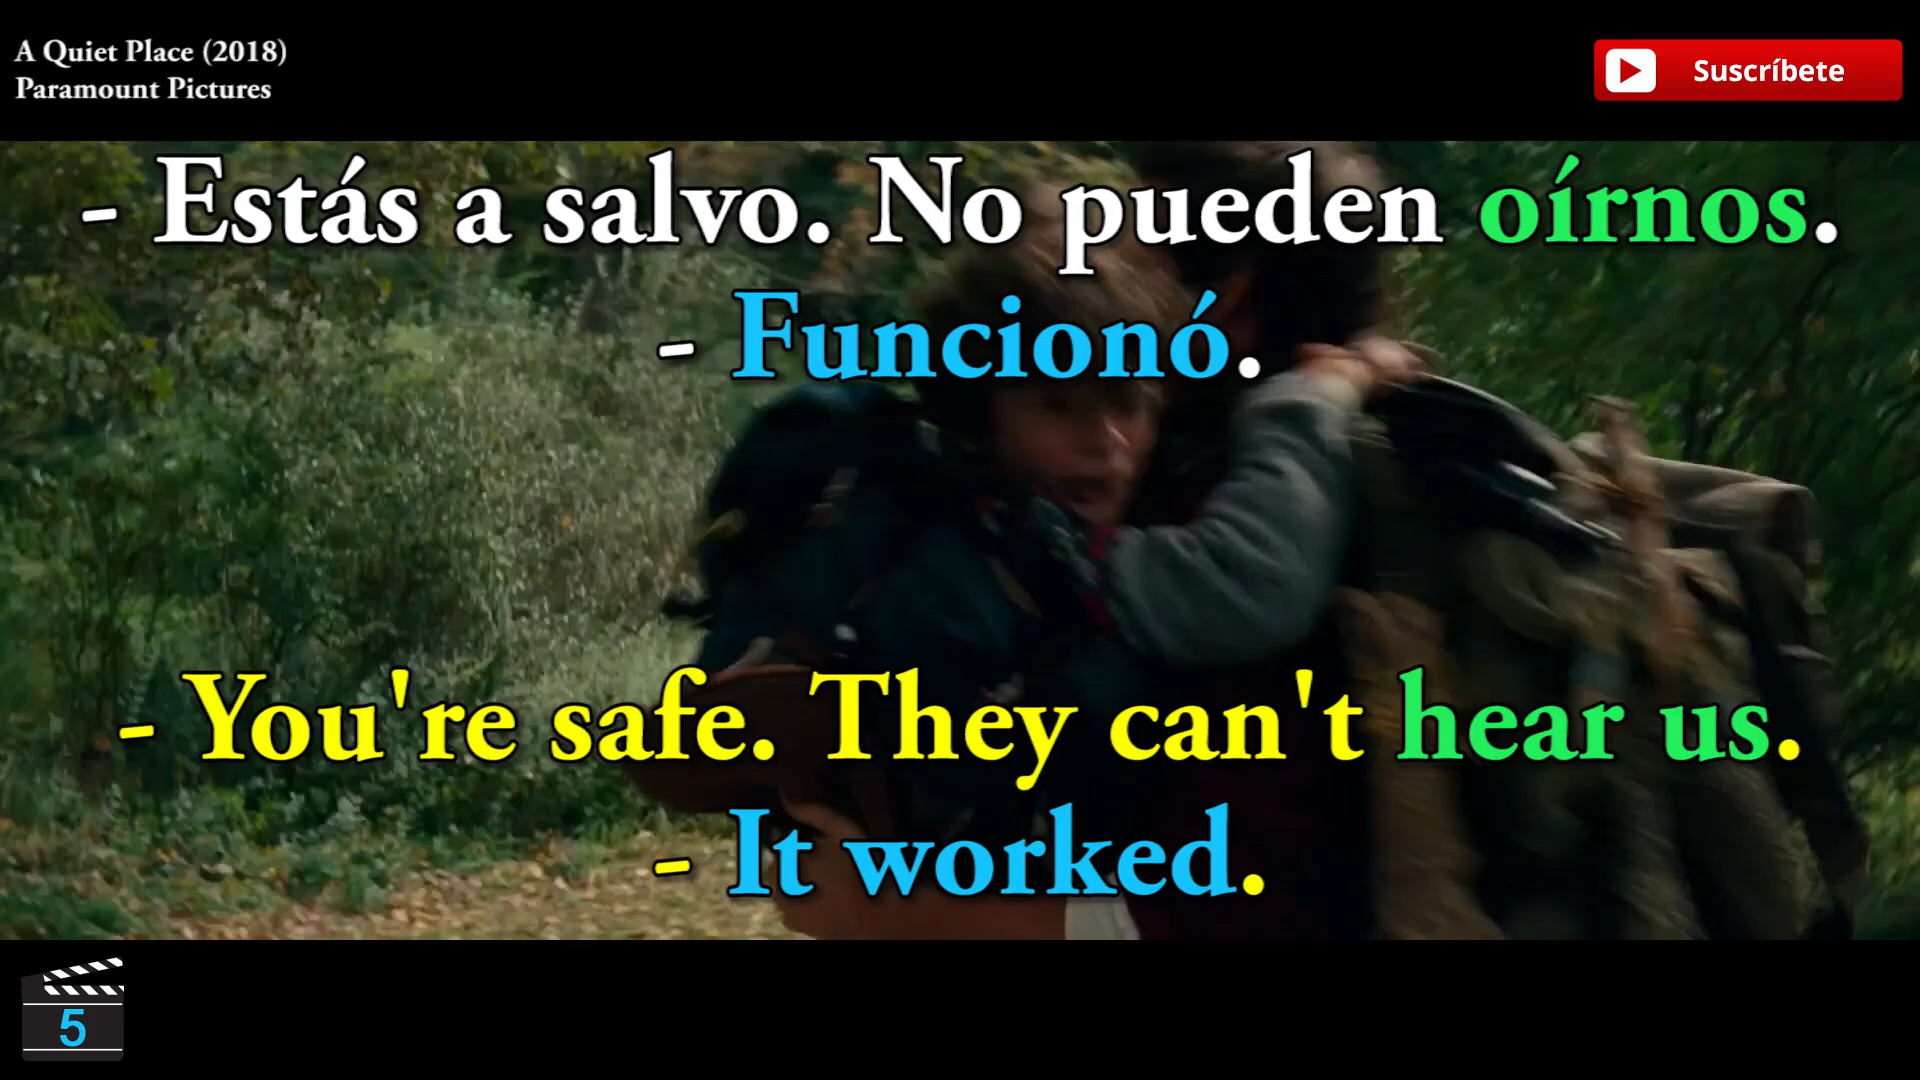 A Quiet Place (2018)
Paramount Pictures
Suscríbete
- Estás a salvo. No pueden oírnos.
- Funcionó.
- You're safe. They can't hear us.
- It worked.
5